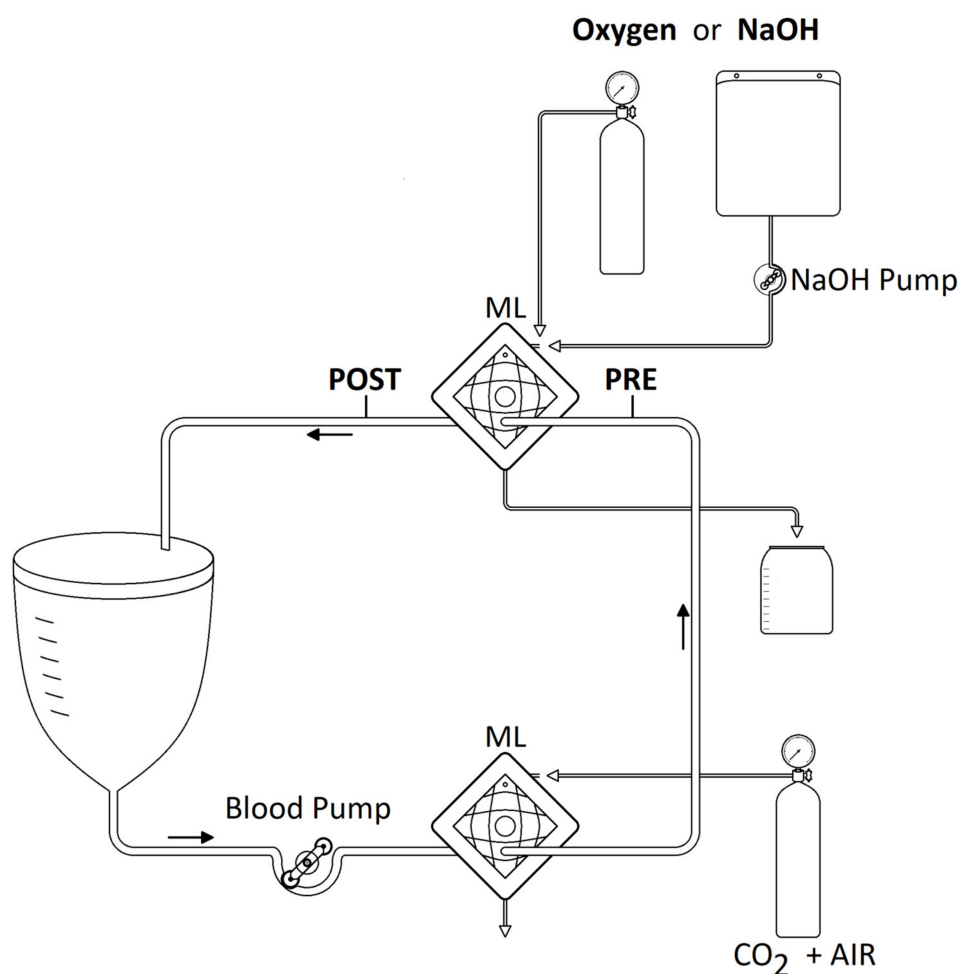 Oxygen or NaOH
NaOH Pump
ML
POST
PRE
ML
Blood Pump
CO₂ + AIR